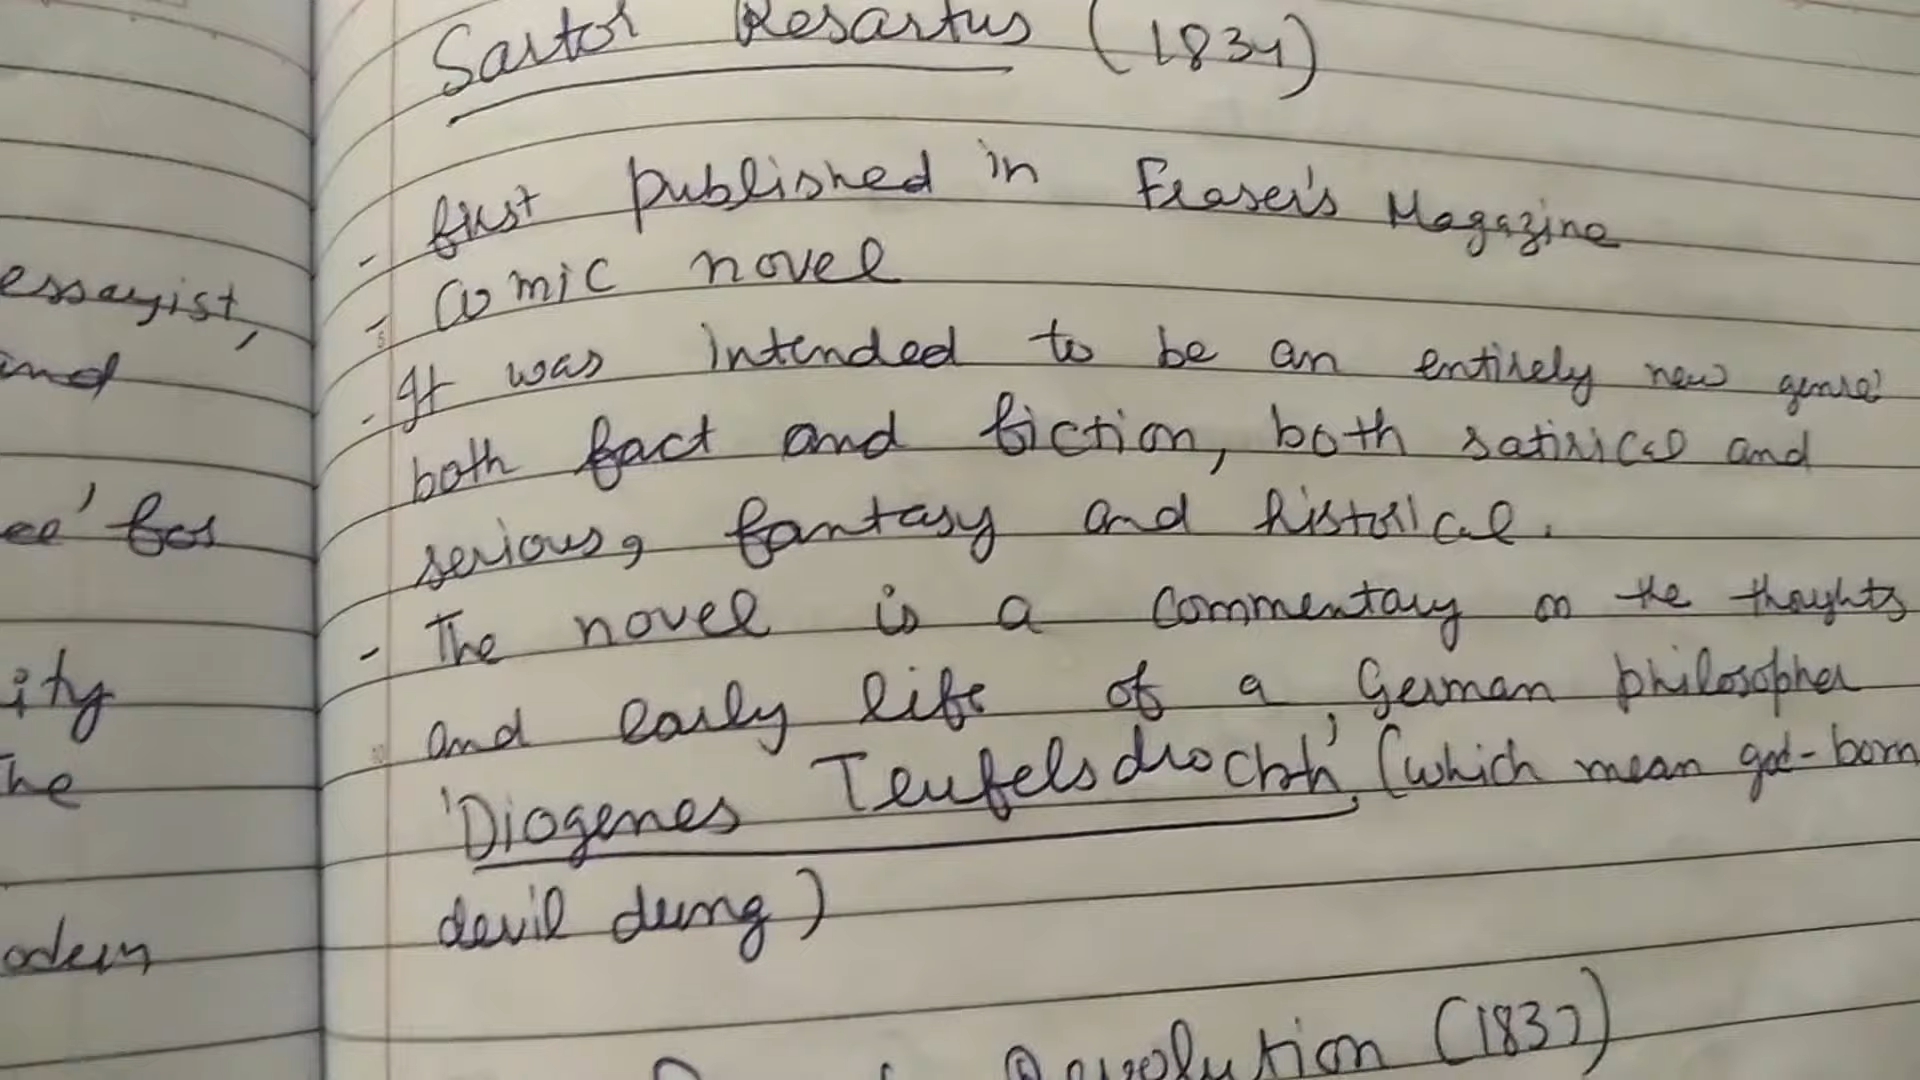 essayist,
and
ee' for
ity
The
odern
Sartor Resartus (1834)
- first published in Fraser's Magazine
- Comic novel
- It was intended to be an entirely new genre
both fact and fiction, both satirical and
serious, fantasy and historical.
- The novel is a commentary on the thoughts
and early life of a German philosopher
'Diogenes Teufelsdrockh', (which mean god-born
devil dung)
Revolution (1837)